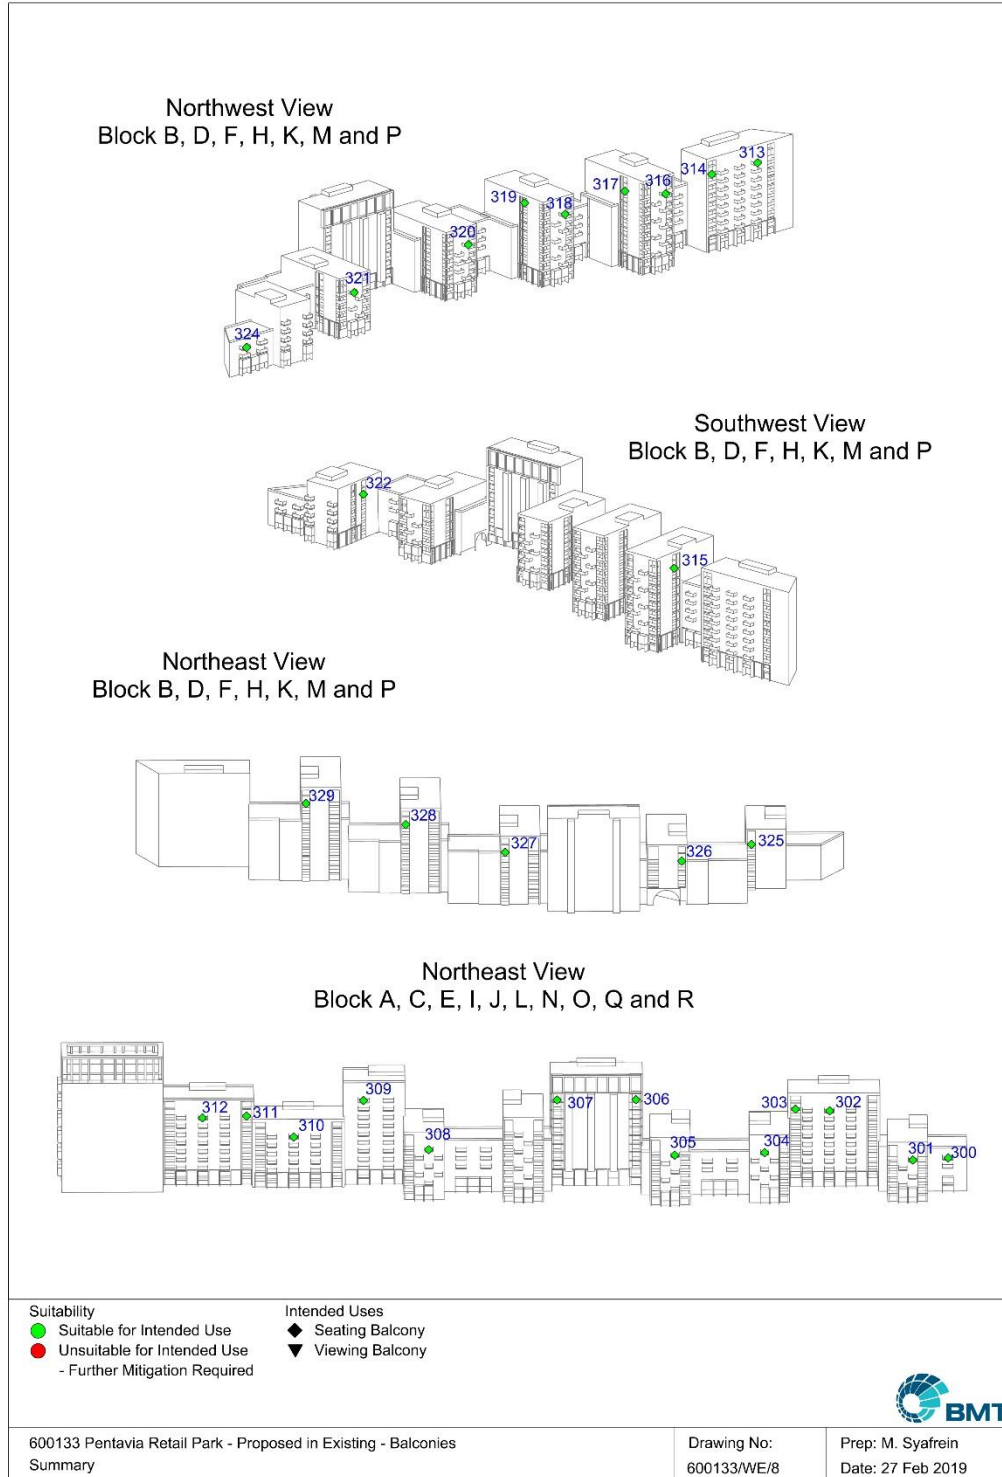 Northwest View
Block B, D, F, H, K, M and P
313
314
316
317
318
319
320
321
324
Southwest View
Block B, D, F, H, K, M and P
322
315
Northeast View
Block B, D, F, H, K, M and P
329
328
327
326
325
Northeast View
Block A, C, E, I, J, L, N, O, Q and R
312
311
310
309
308
307
306
305
304
303
302
301
300
Suitability
Suitable for Intended Use
Unsuitable for Intended Use
- Further Mitigation Required
Intended Uses
Seating Balcony
Viewing Balcony
BMT
600133 Pentavia Retail Park - Proposed in Existing - Balconies
Summary
Drawing No:
600133/WE/8
Prep: M. Syafrein
Date: 27 Feb 2019